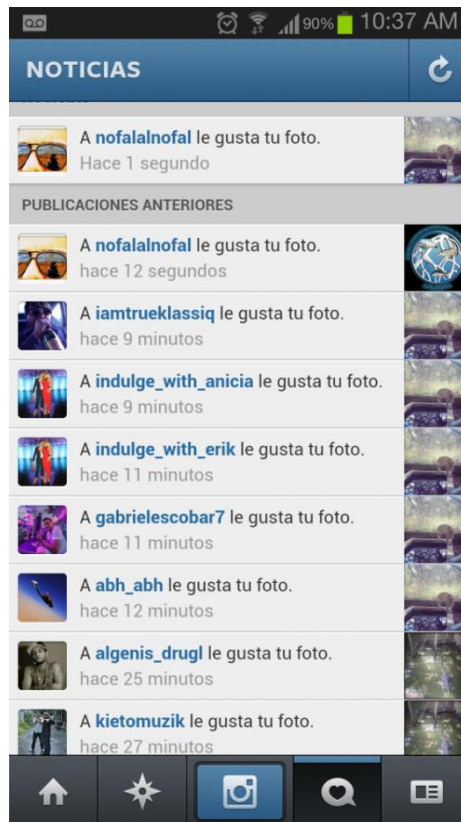 90% 10:37 AM
NOTICIAS
A nofalalnofal le gusta tu foto.
Hace 1 segundo
PUBLICACIONES ANTERIORES
A nofalalnofal le gusta tu foto.
hace 12 segundos
A iamtrueklassiq le gusta tu foto.
hace 9 minutos
A indulge_with_anicia le gusta tu foto.
hace 9 minutos
A indulge_with_erik le gusta tu foto.
hace 11 minutos
A gabrielescobar7 le gusta tu foto.
hace 11 minutos
A abh_abh le gusta tu foto.
hace 12 minutos
A algenis_drugl le gusta tu foto.
hace 25 minutos
A kietomuzik le gusta tu foto.
hace 27 minutos